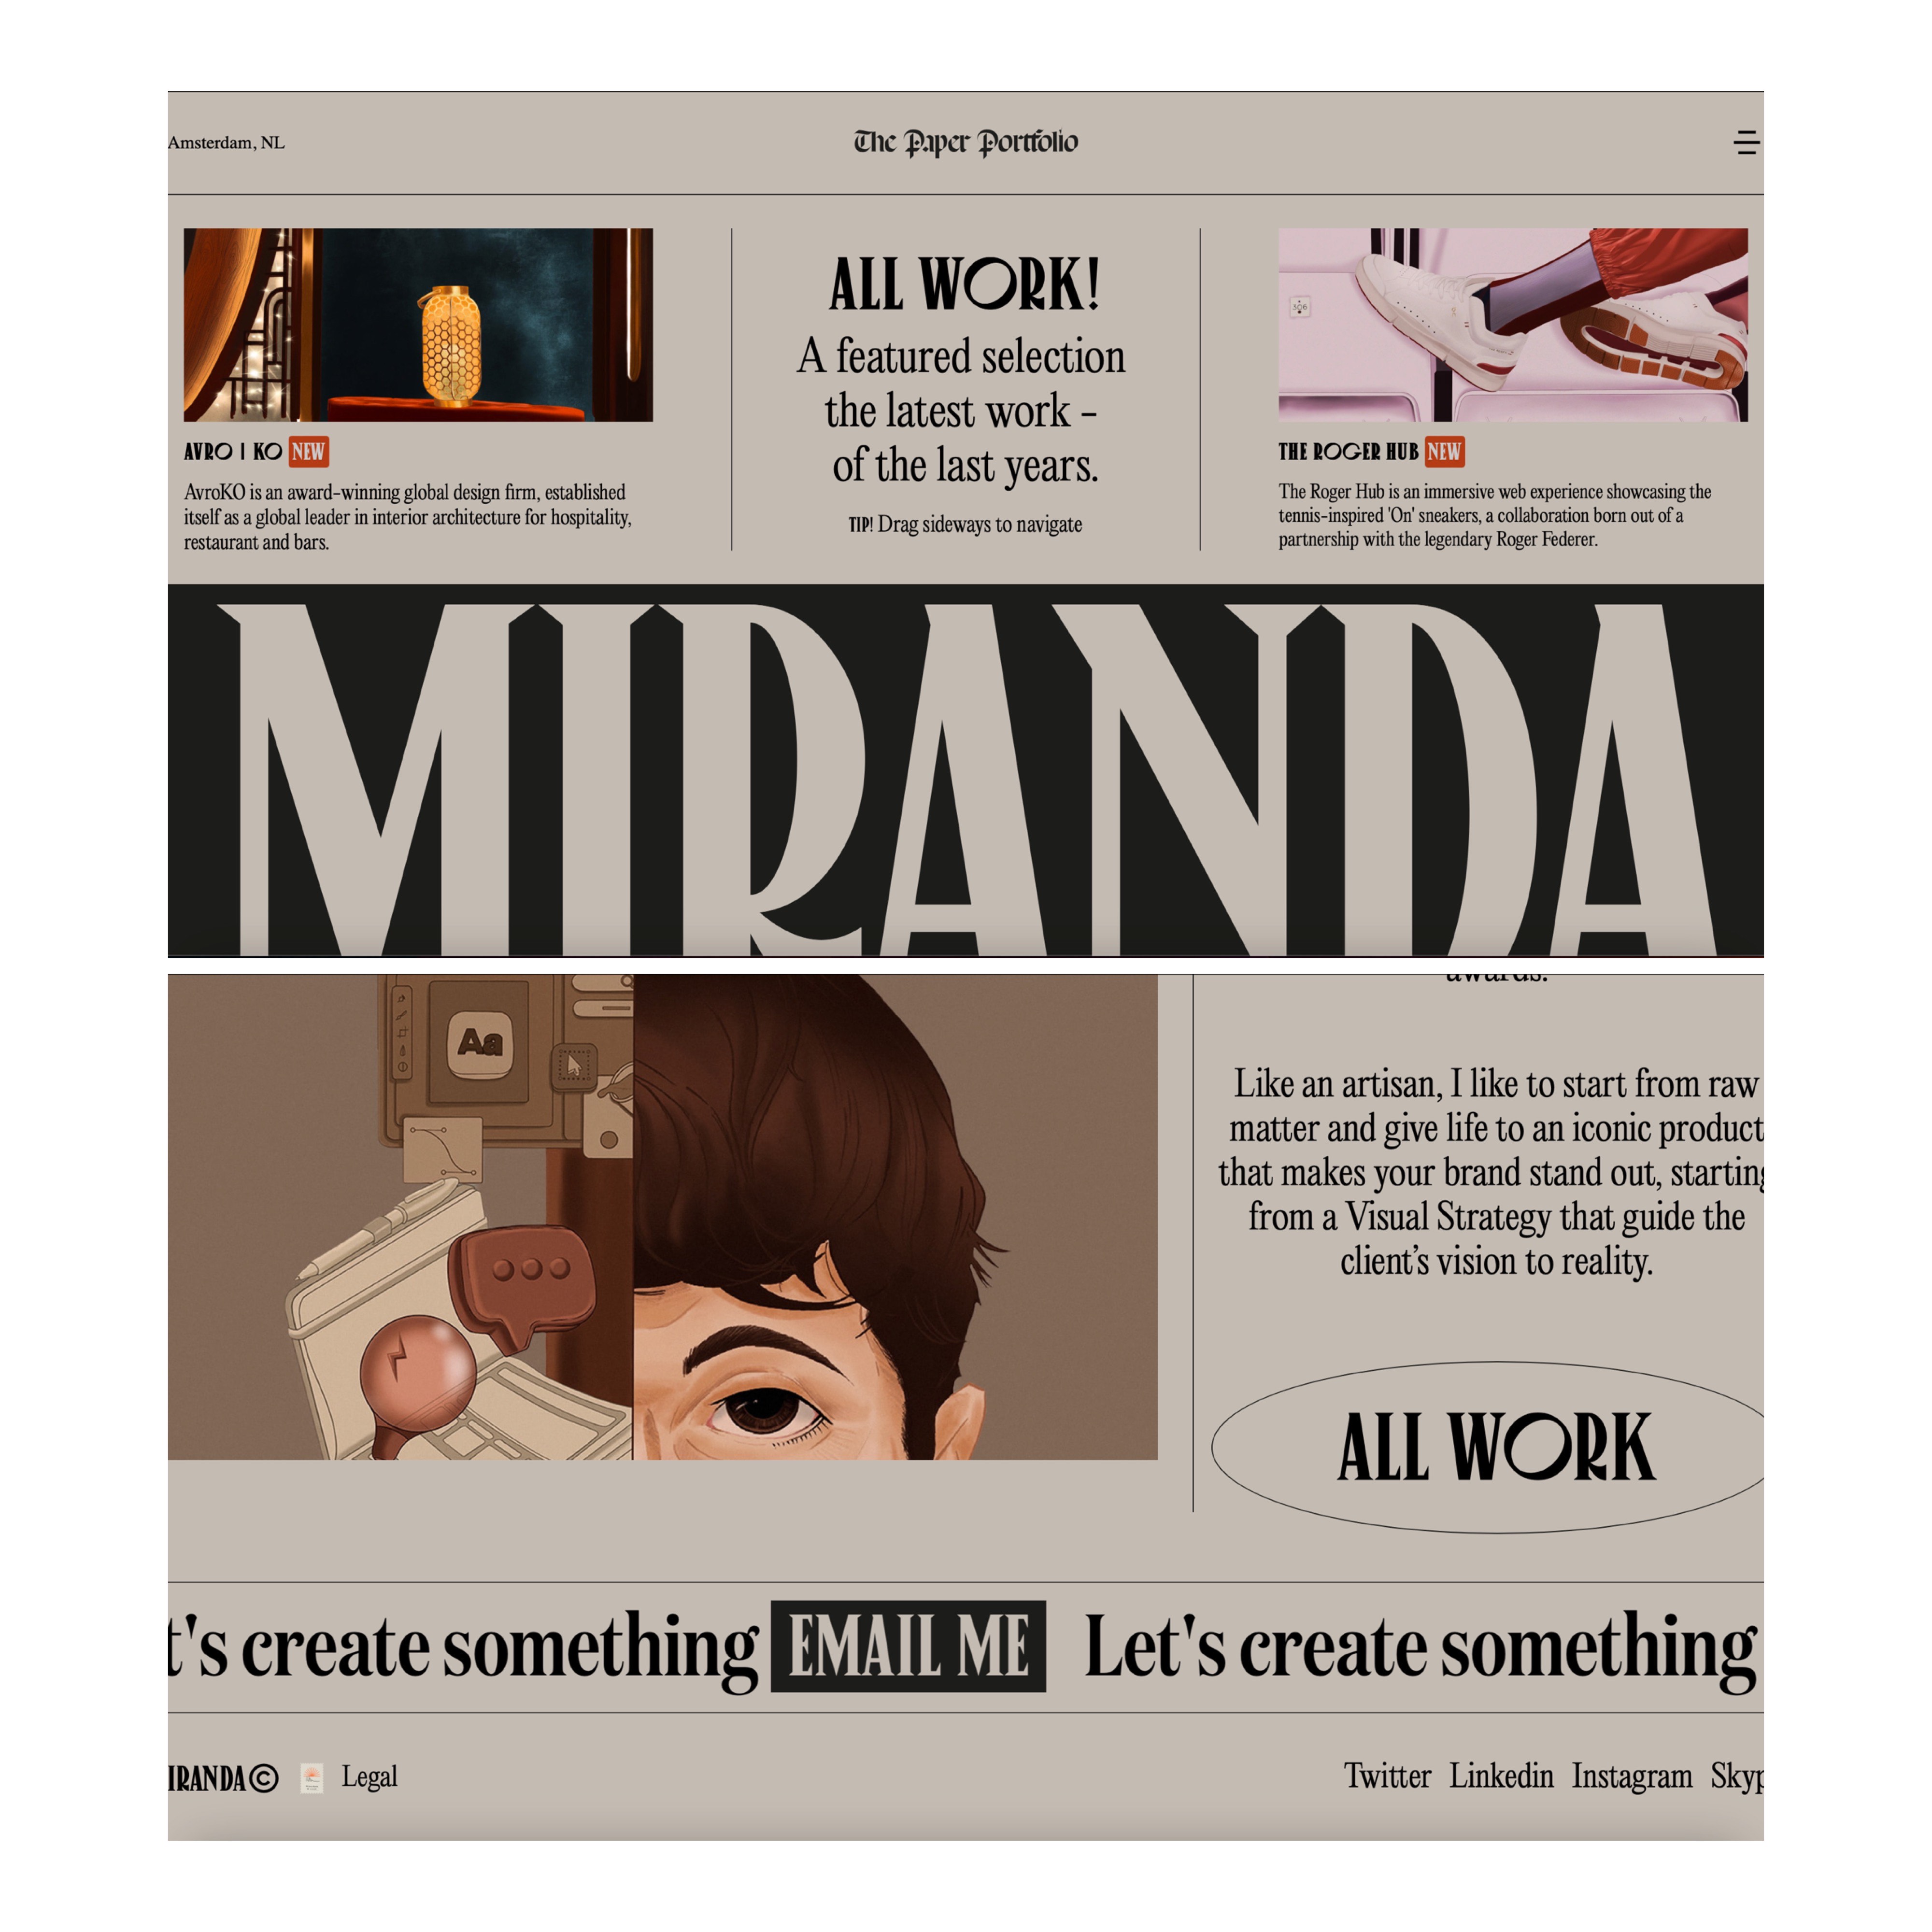 Amsterdam, NL
The Paper Portfolio
AVRO | KO NEW
AvroKO is an award-winning global design firm, established
itself as a global leader in interior architecture for hospitality,
restaurant and bars.
ALL WORK!
A featured selection
the latest work –
of the last years.
TIP! Drag sideways to navigate
306
THE ROGER HUB NEW
The Roger Hub is an immersive web experience showcasing the
tennis-inspired 'On' sneakers, a collaboration born out of a
partnership with the legendary Roger Federer.
MIRANDA
Aa
awards.
Like an artisan, I like to start from raw
matter and give life to an iconic product
that makes your brand stand out, starting
from a Visual Strategy that guide the
client's vision to reality.
ALL WORK
t's create something EMAIL ME Let's create something
IRANDA© Legal
Twitter Linkedin Instagram Skyp